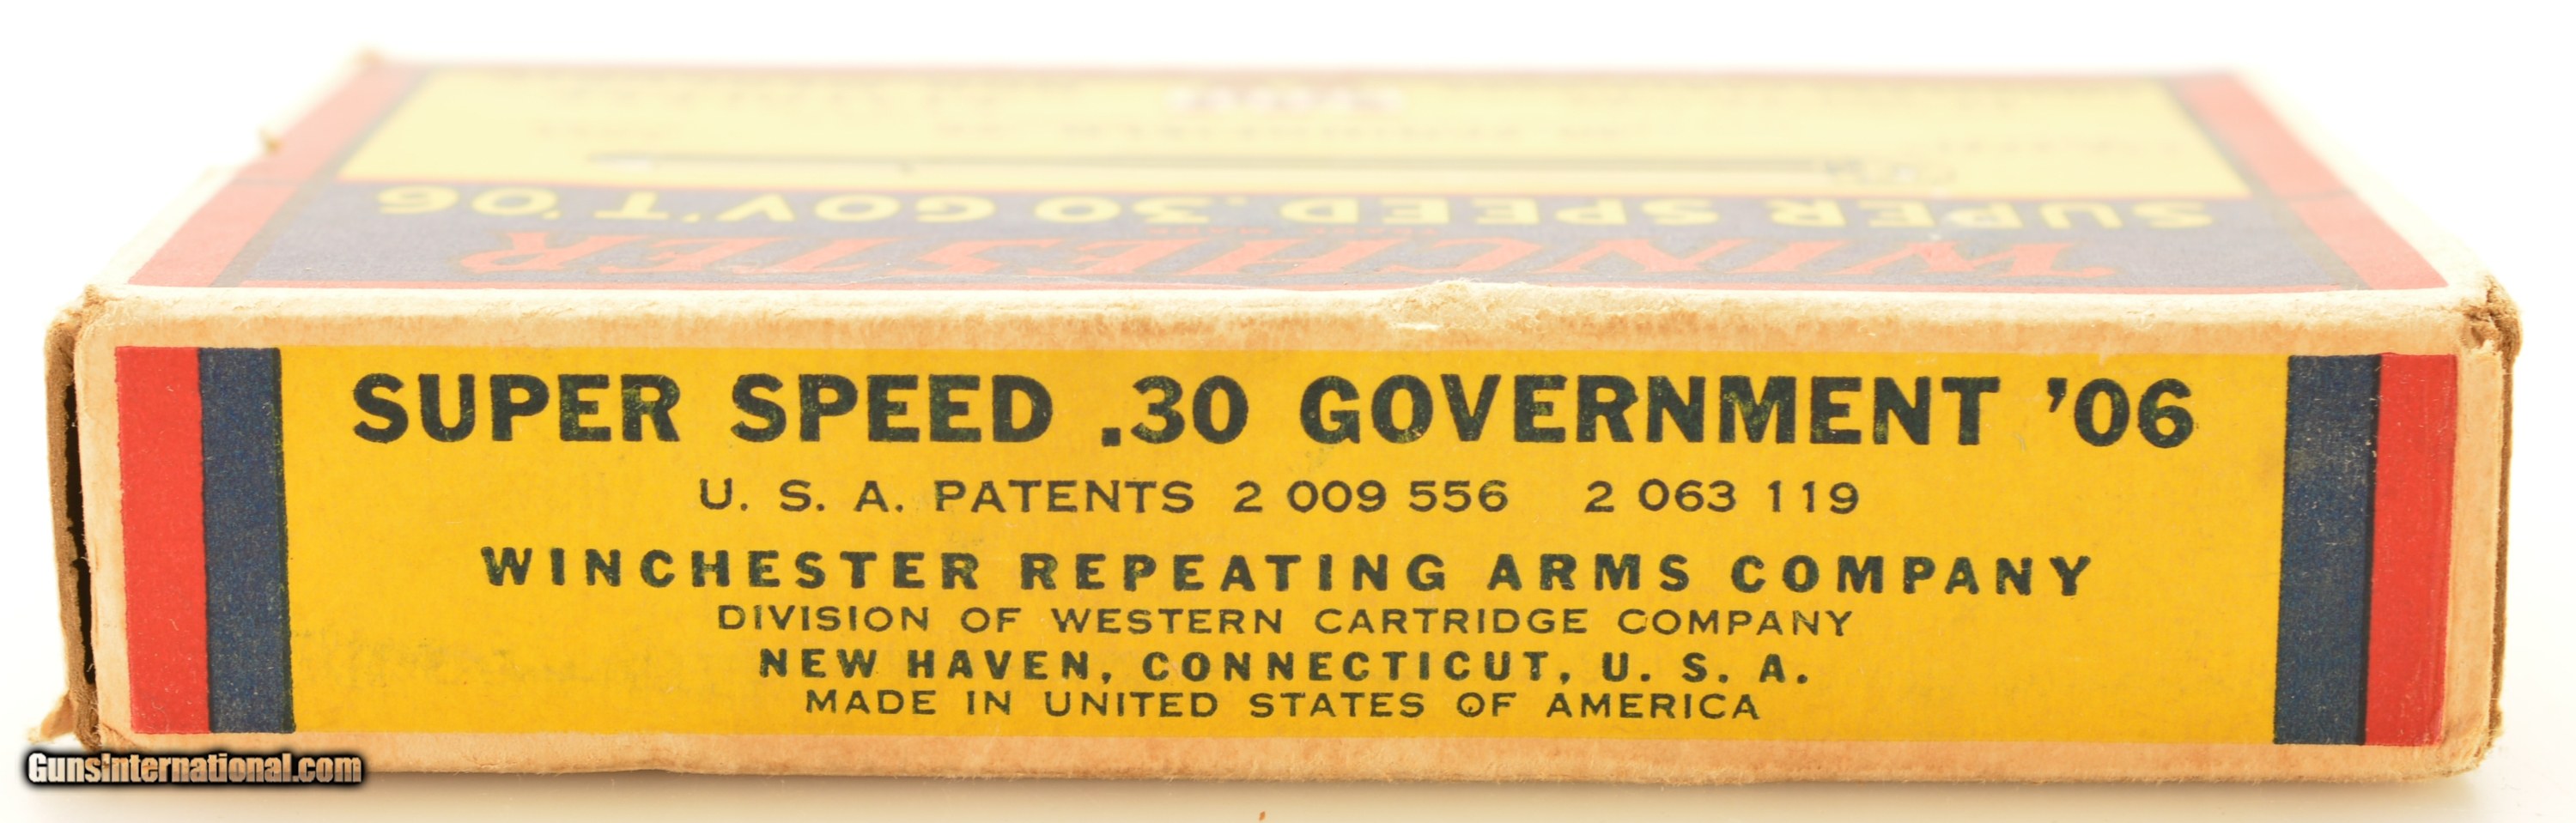 WINCHESTER
TRADE MARK
SUPER SPEED .30 GOV'T '06
SUPER SPEED .30 GOVERNMENT '06
U. S. A. PATENTS 2 009 556 2 063 119
WINCHESTER REPEATING ARMS COMPANY
DIVISION OF WESTERN CARTRIDGE COMPANY
NEW HAVEN, CONNECTICUT, U. S. A.
MADE IN UNITED STATES OF AMERICA
GunsInternational.com